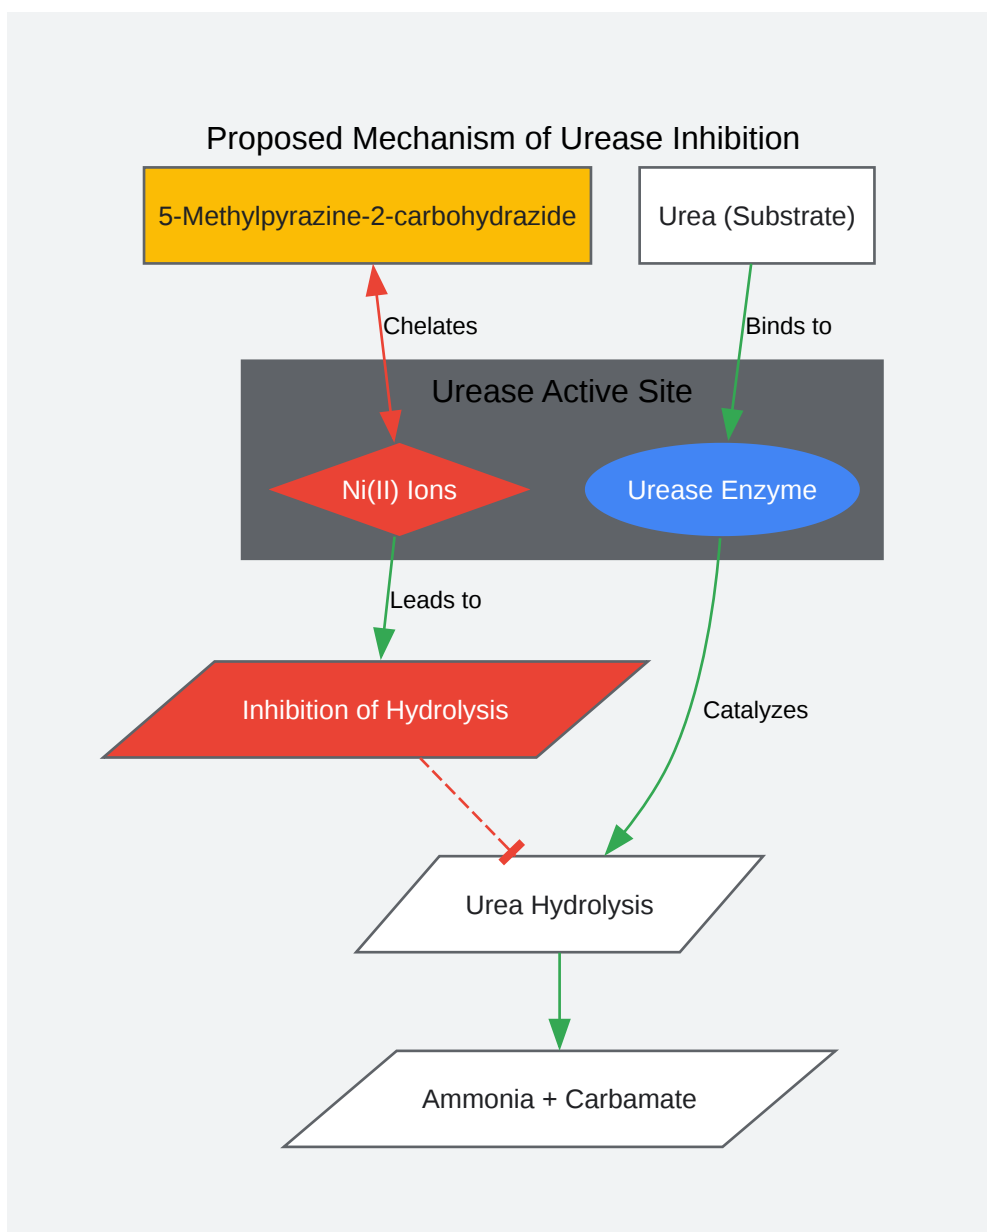 Proposed Mechanism of Urease Inhibition
5-Methylpyrazine-2-carbohydrazide
Urea (Substrate)
Chelates
Binds to
Urease Active Site
Ni(II) Ions
Urease Enzyme
Leads to
Inhibition of Hydrolysis
Catalyzes
Urea Hydrolysis
Ammonia + Carbamate